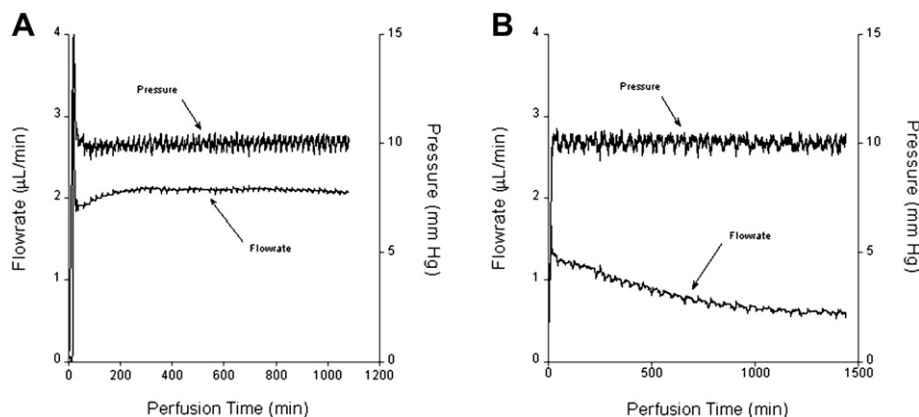 A
4
3
2
1
0
Flowrate (μL/min)
15
10
5
0
Pressure (mm Hg)
Pressure
Flowrate
0 200 400 600 800 1000 1200
Perfusion Time (min)
B
4
3
2
1
0
Flowrate (μL/min)
15
10
5
0
Pressure (mm Hg)
Pressure
Flowrate
0 500 1000 1500
Perfusion Time (min)